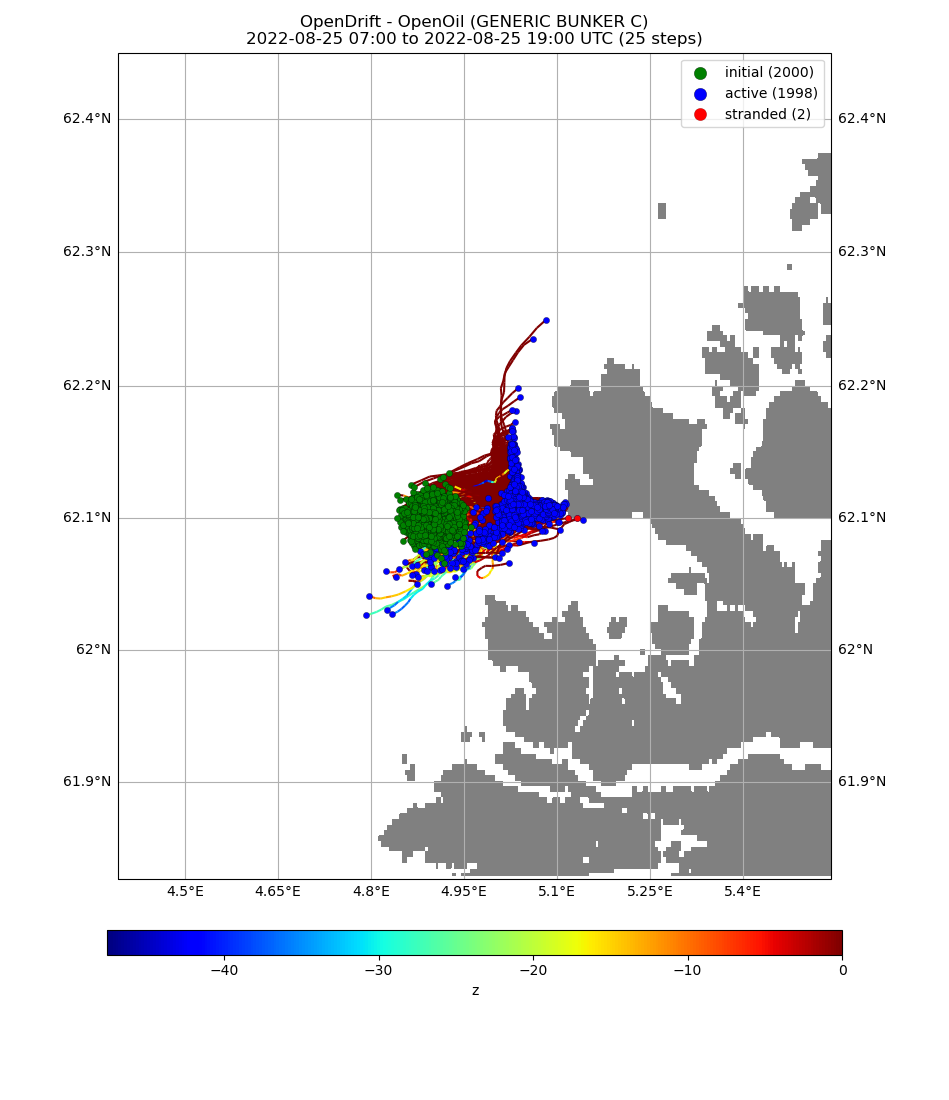 OpenDrift - OpenOil (GENERIC BUNKER C)
2022-08-25 07:00 to 2022-08-25 19:00 UTC (25 steps)
initial (2000)
active (1998)
stranded (2)
62.4°N 62.4°N
62.3°N 62.3°N
62.2°N 62.2°N
62.1°N 62.1°N
62°N 62°N
61.9°N 61.9°N
4.5°E 4.65°E 4.8°E 4.95°E 5.1°E 5.25°E 5.4°E
−40 −30 −20 −10 0
z